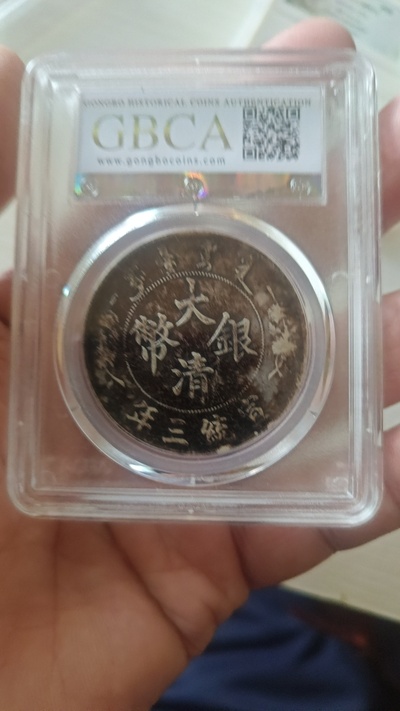 GONGBO HISTORICAL COINS AUTHENTICATION
GBCA
www.gongbocoins.com
大清銀幣
宣統三年